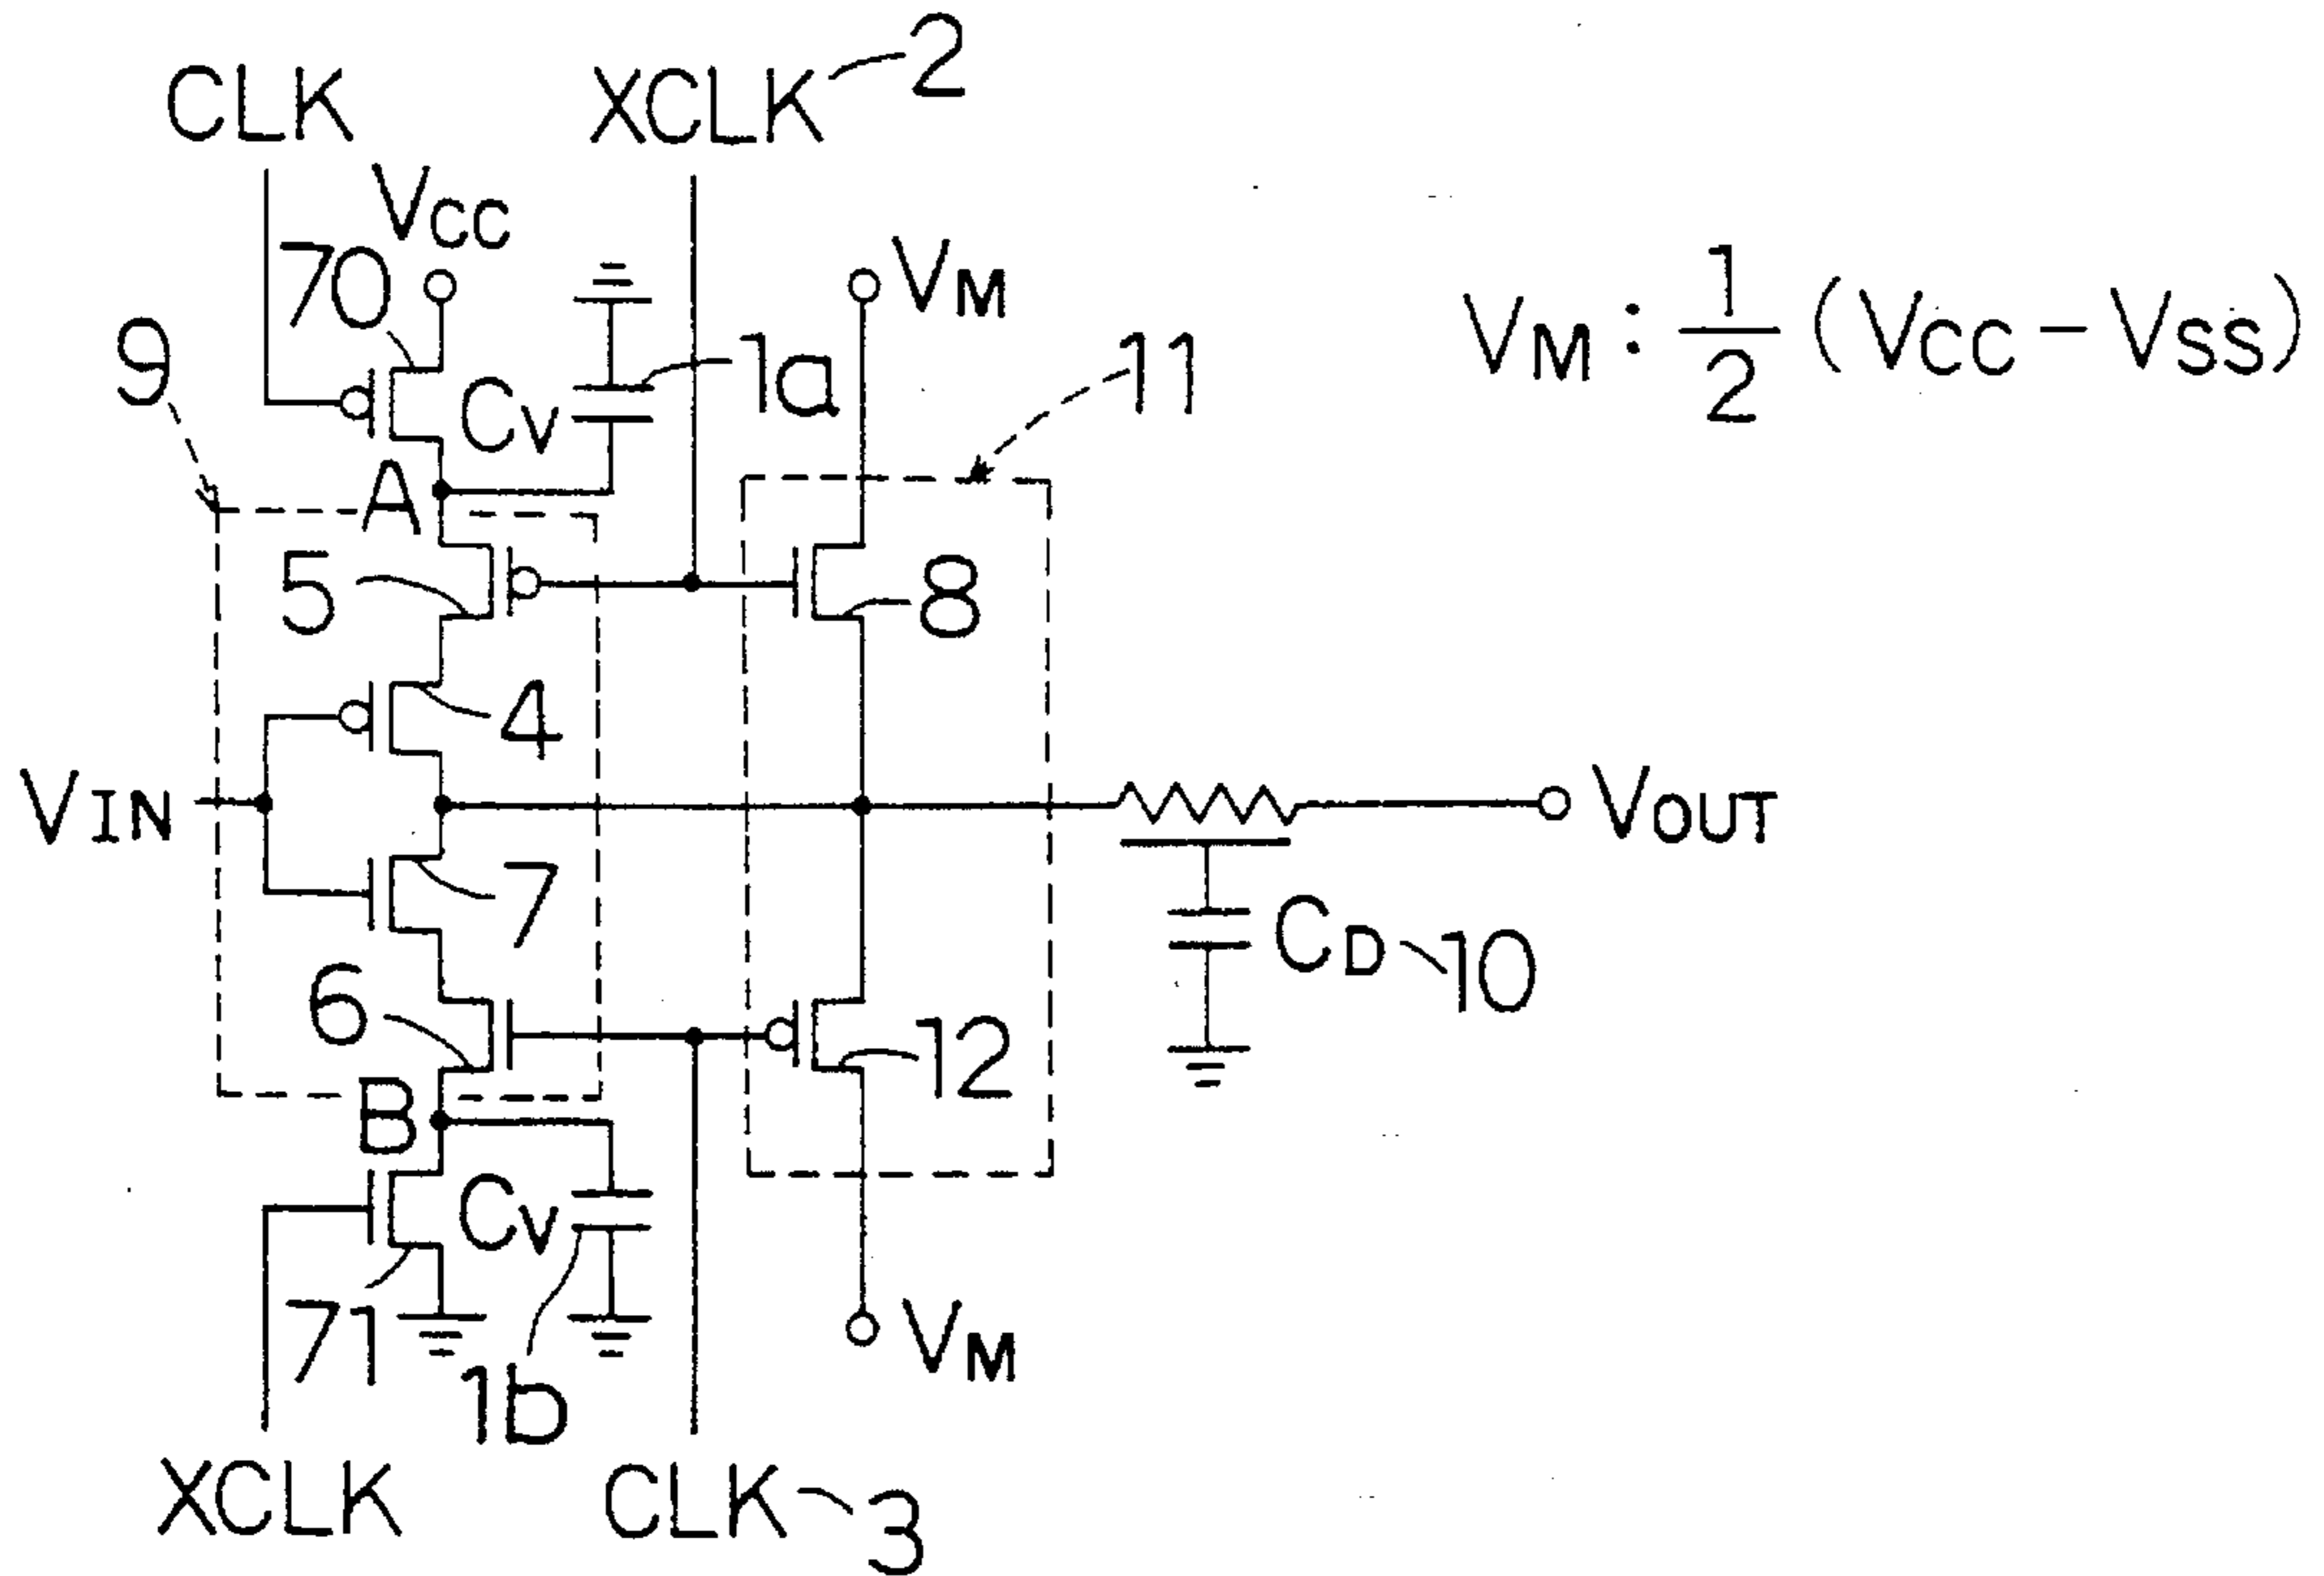 CLK
XCLK 2
VCC
70
VM
VM : 1/2 (VCC - VSS)
9
CV
1a
11
A
5
8
4
VIN
VOUT
7
CD 10
6
12
B
CV
71
1b
VM
XCLK
CLK 3